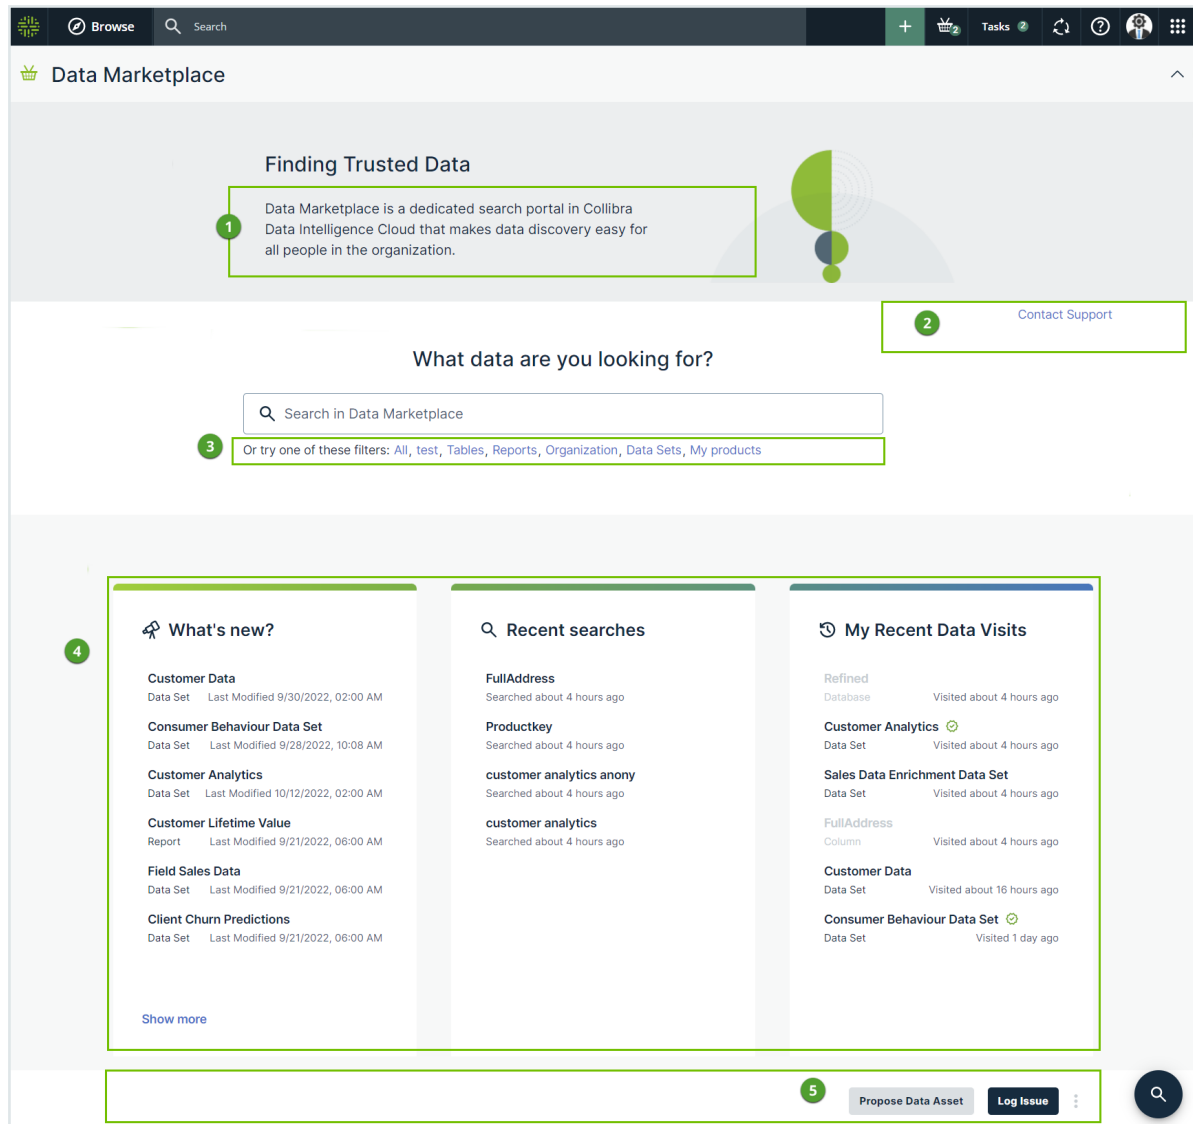 Browse
Search
2
Tasks 2
Data Marketplace
Finding Trusted Data
1
Data Marketplace is a dedicated search portal in Collibra
Data Intelligence Cloud that makes data discovery easy for
all people in the organization.
2
Contact Support
What data are you looking for?
Search in Data Marketplace
3
Or try one of these filters: All, test, Tables, Reports, Organization, Data Sets, My products
4
What's new?
Customer Data
Data Set Last Modified 9/30/2022, 02:00 AM
Consumer Behaviour Data Set
Data Set Last Modified 9/28/2022, 10:08 AM
Customer Analytics
Data Set Last Modified 10/12/2022, 02:00 AM
Customer Lifetime Value
Report Last Modified 9/21/2022, 06:00 AM
Field Sales Data
Data Set Last Modified 9/21/2022, 06:00 AM
Client Churn Predictions
Data Set Last Modified 9/21/2022, 06:00 AM
Show more
Recent searches
FullAddress
Searched about 4 hours ago
Productkey
Searched about 4 hours ago
customer analytics anony
Searched about 4 hours ago
customer analytics
Searched about 4 hours ago
My Recent Data Visits
Refined
Database Visited about 4 hours ago
Customer Analytics
Data Set Visited about 4 hours ago
Sales Data Enrichment Data Set
Data Set Visited about 4 hours ago
FullAddress
Column Visited about 4 hours ago
Customer Data
Data Set Visited about 16 hours ago
Consumer Behaviour Data Set
Data Set Visited 1 day ago
5
Propose Data Asset
Log Issue